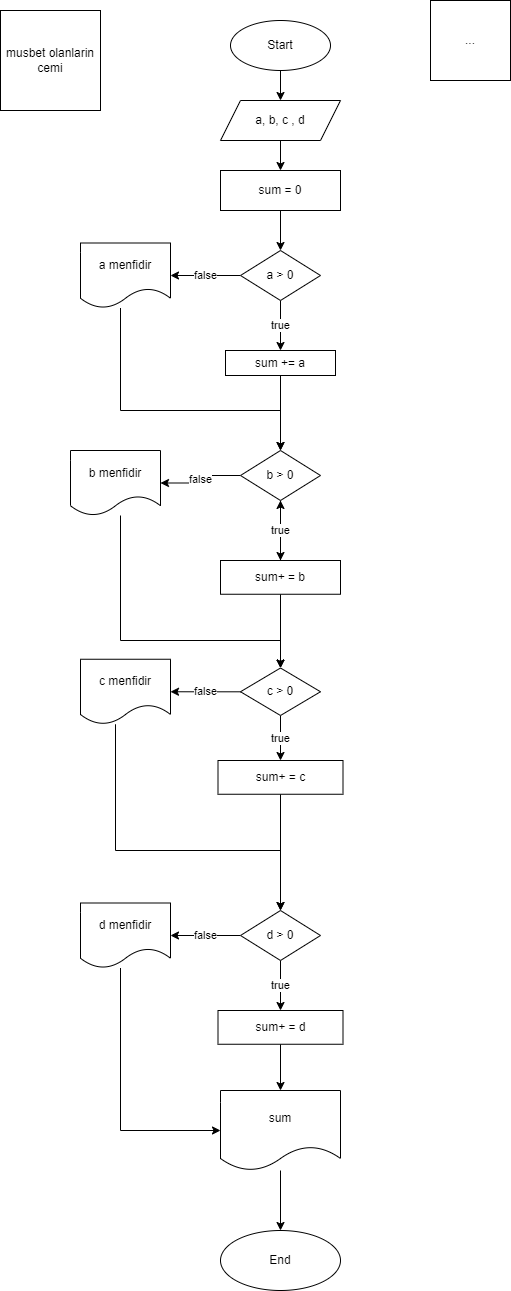 musbet olanlarin
cemi
Start
...
a, b, c , d
sum = 0
a menfidir
false
a > 0
true
sum += a
b menfidir
false
b > 0
true
sum+ = b
c menfidir
false
c > 0
true
sum+ = c
d menfidir
false
d > 0
true
sum+ = d
sum
End